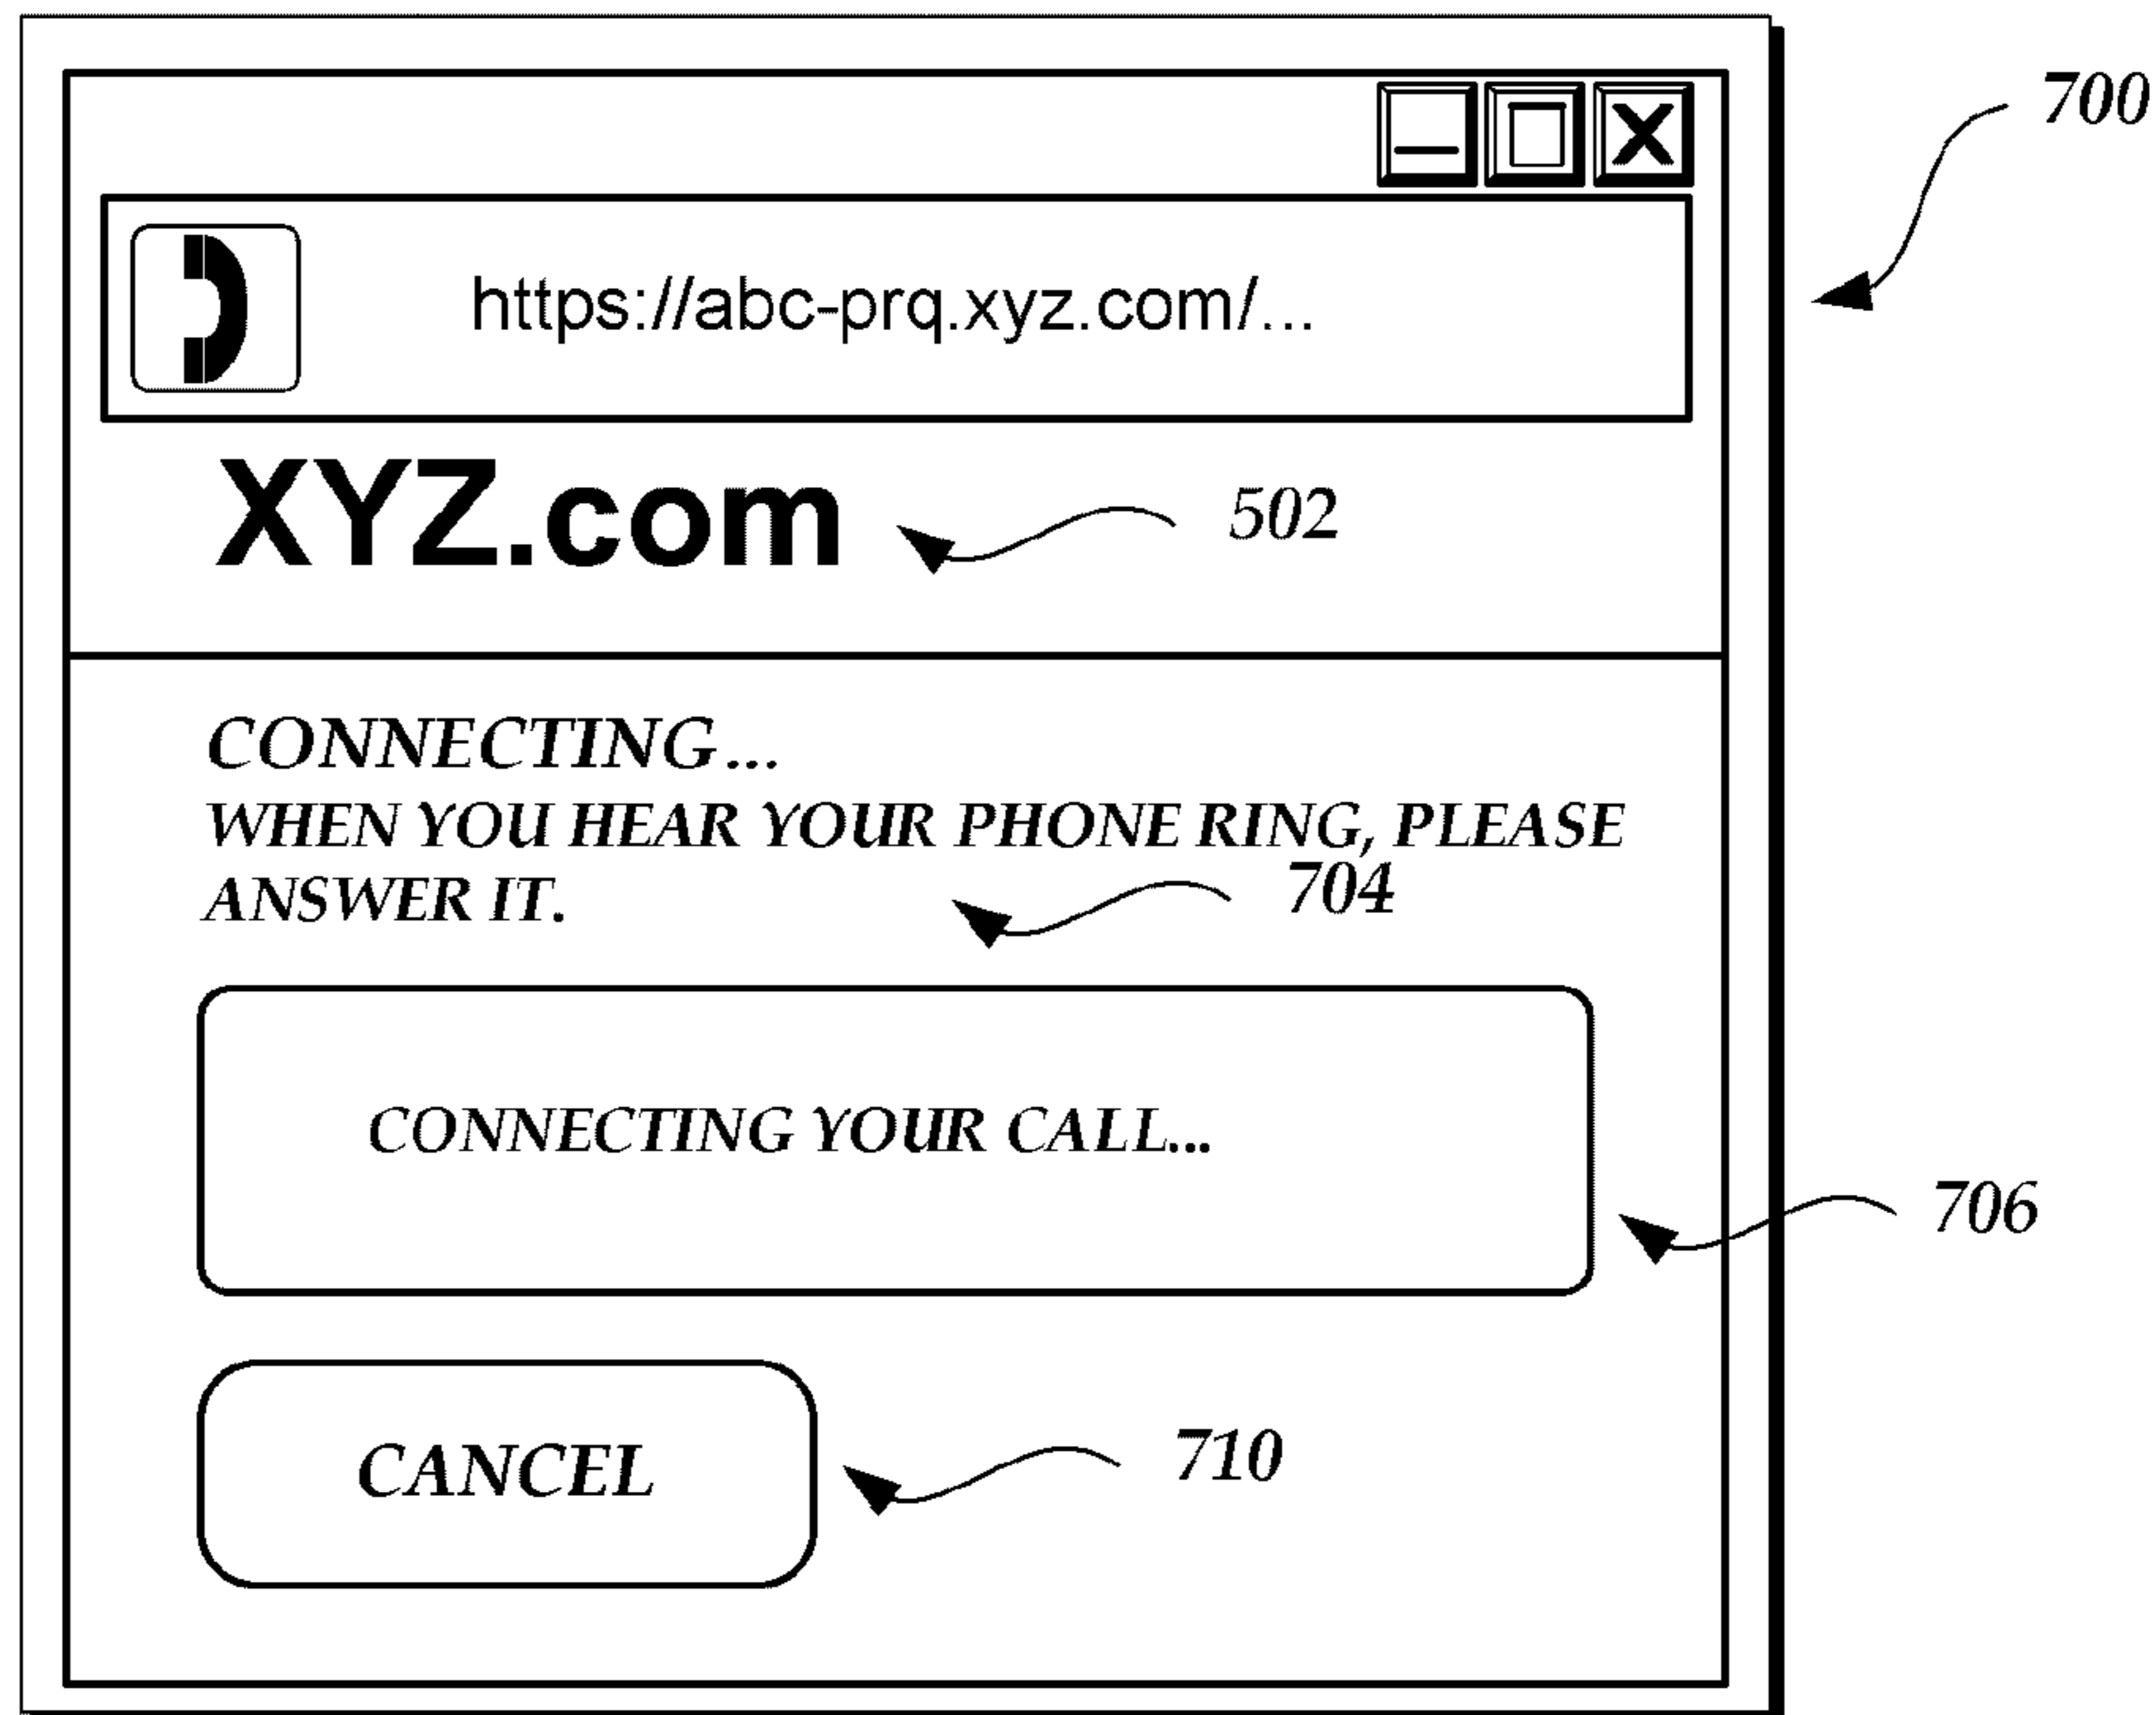 700
https://abc-prq.xyz.com/...
XYZ.com
502
CONNECTING...
WHEN YOU HEAR YOUR PHONE RING, PLEASE
ANSWER IT.
704
CONNECTING YOUR CALL...
706
CANCEL
710